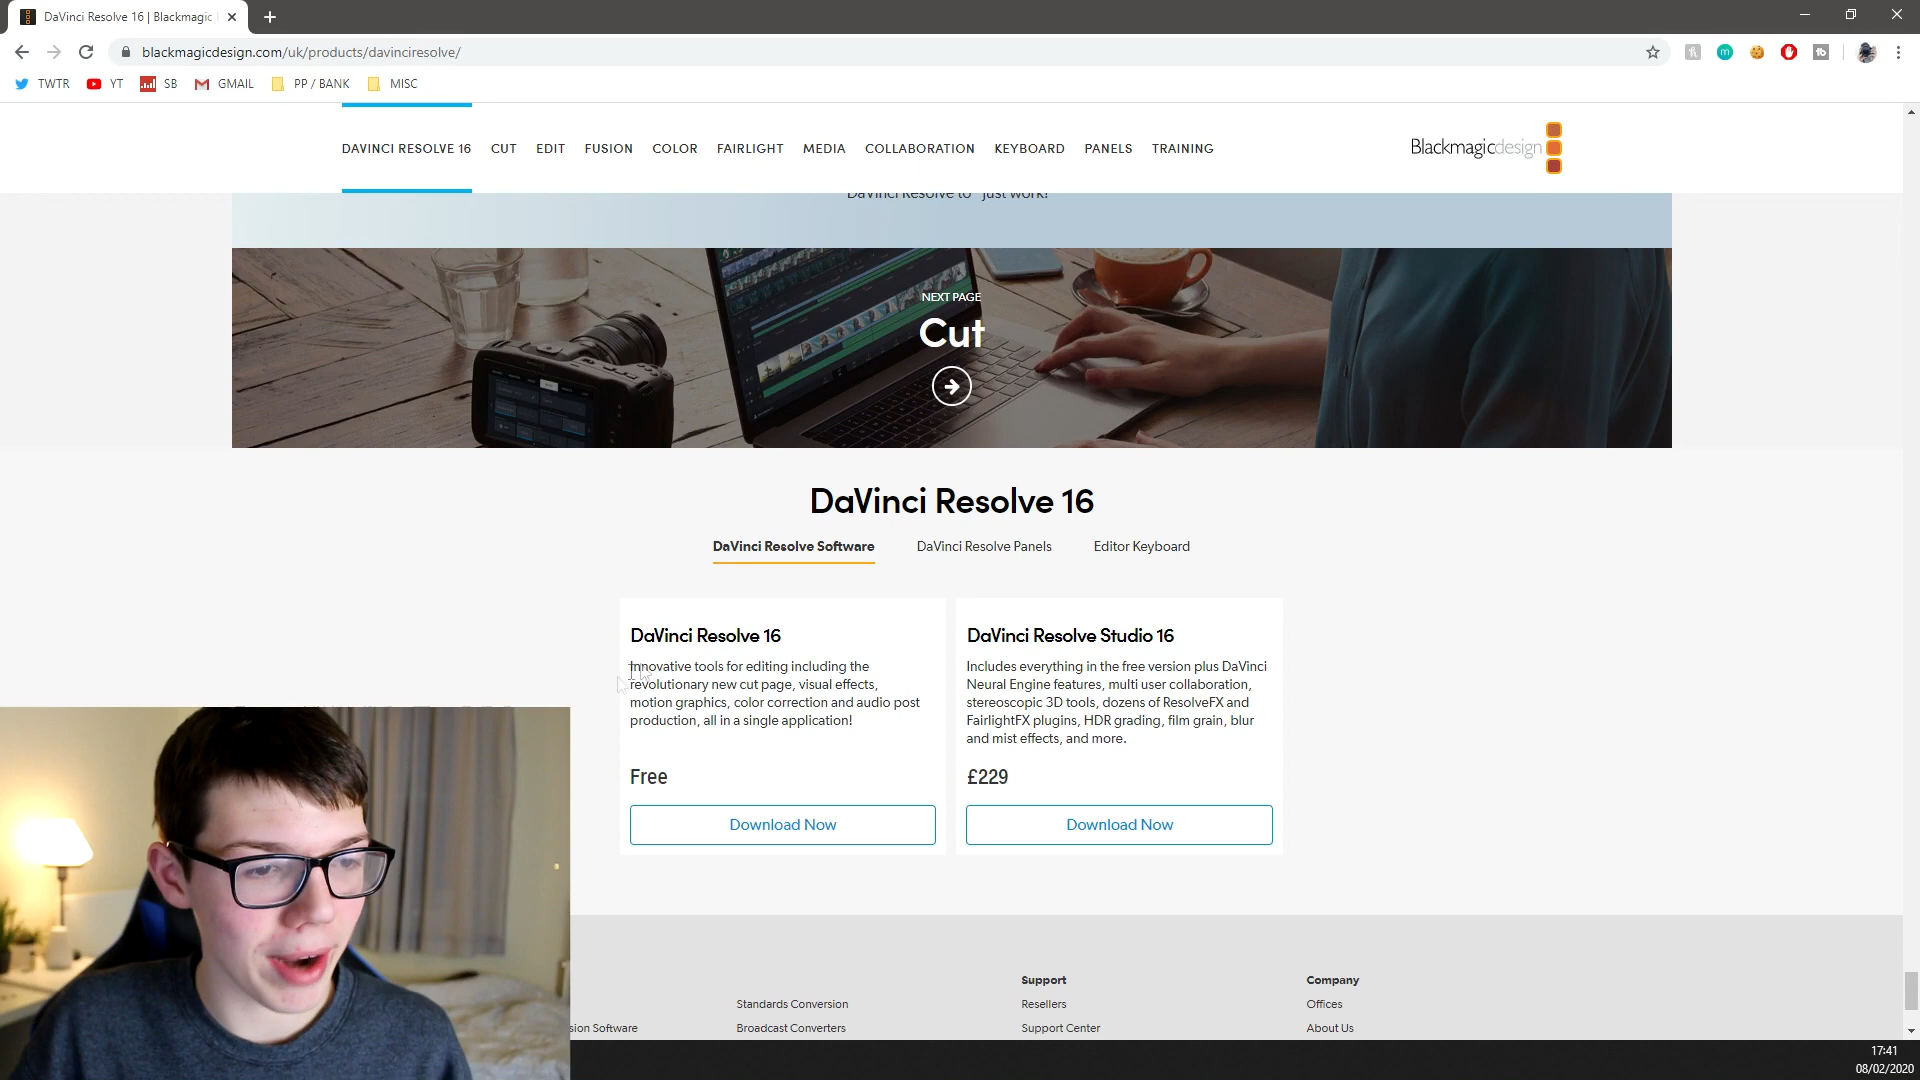 DaVinci Resolve 16 | Blackmagic
blackmagicdesign.com/uk/products/davinciresolve/
TWTR YT SB GMAIL PP / BANK MISC
DAVINCI RESOLVE 16 CUT EDIT FUSION COLOR FAIRLIGHT MEDIA COLLABORATION KEYBOARD PANELS TRAINING
Blackmagicdesign
DaVinci Resolve to "just work!"
NEXT PAGE
Cut
DaVinci Resolve 16
DaVinci Resolve Software DaVinci Resolve Panels Editor Keyboard
DaVinci Resolve 16
Innovative tools for editing including the
revolutionary new cut page, visual effects,
motion graphics, color correction and audio post
production, all in a single application!
Free
Download Now
DaVinci Resolve Studio 16
Includes everything in the free version plus DaVinci
Neural Engine features, multi user collaboration,
stereoscopic 3D tools, dozens of ResolveFX and
FairlightFX plugins, HDR grading, film grain, blur
and mist effects, and more.
£229
Download Now
sion Software
Standards Conversion
Broadcast Converters
Support
Resellers
Support Center
Company
Offices
About Us
17:41
08/02/2020